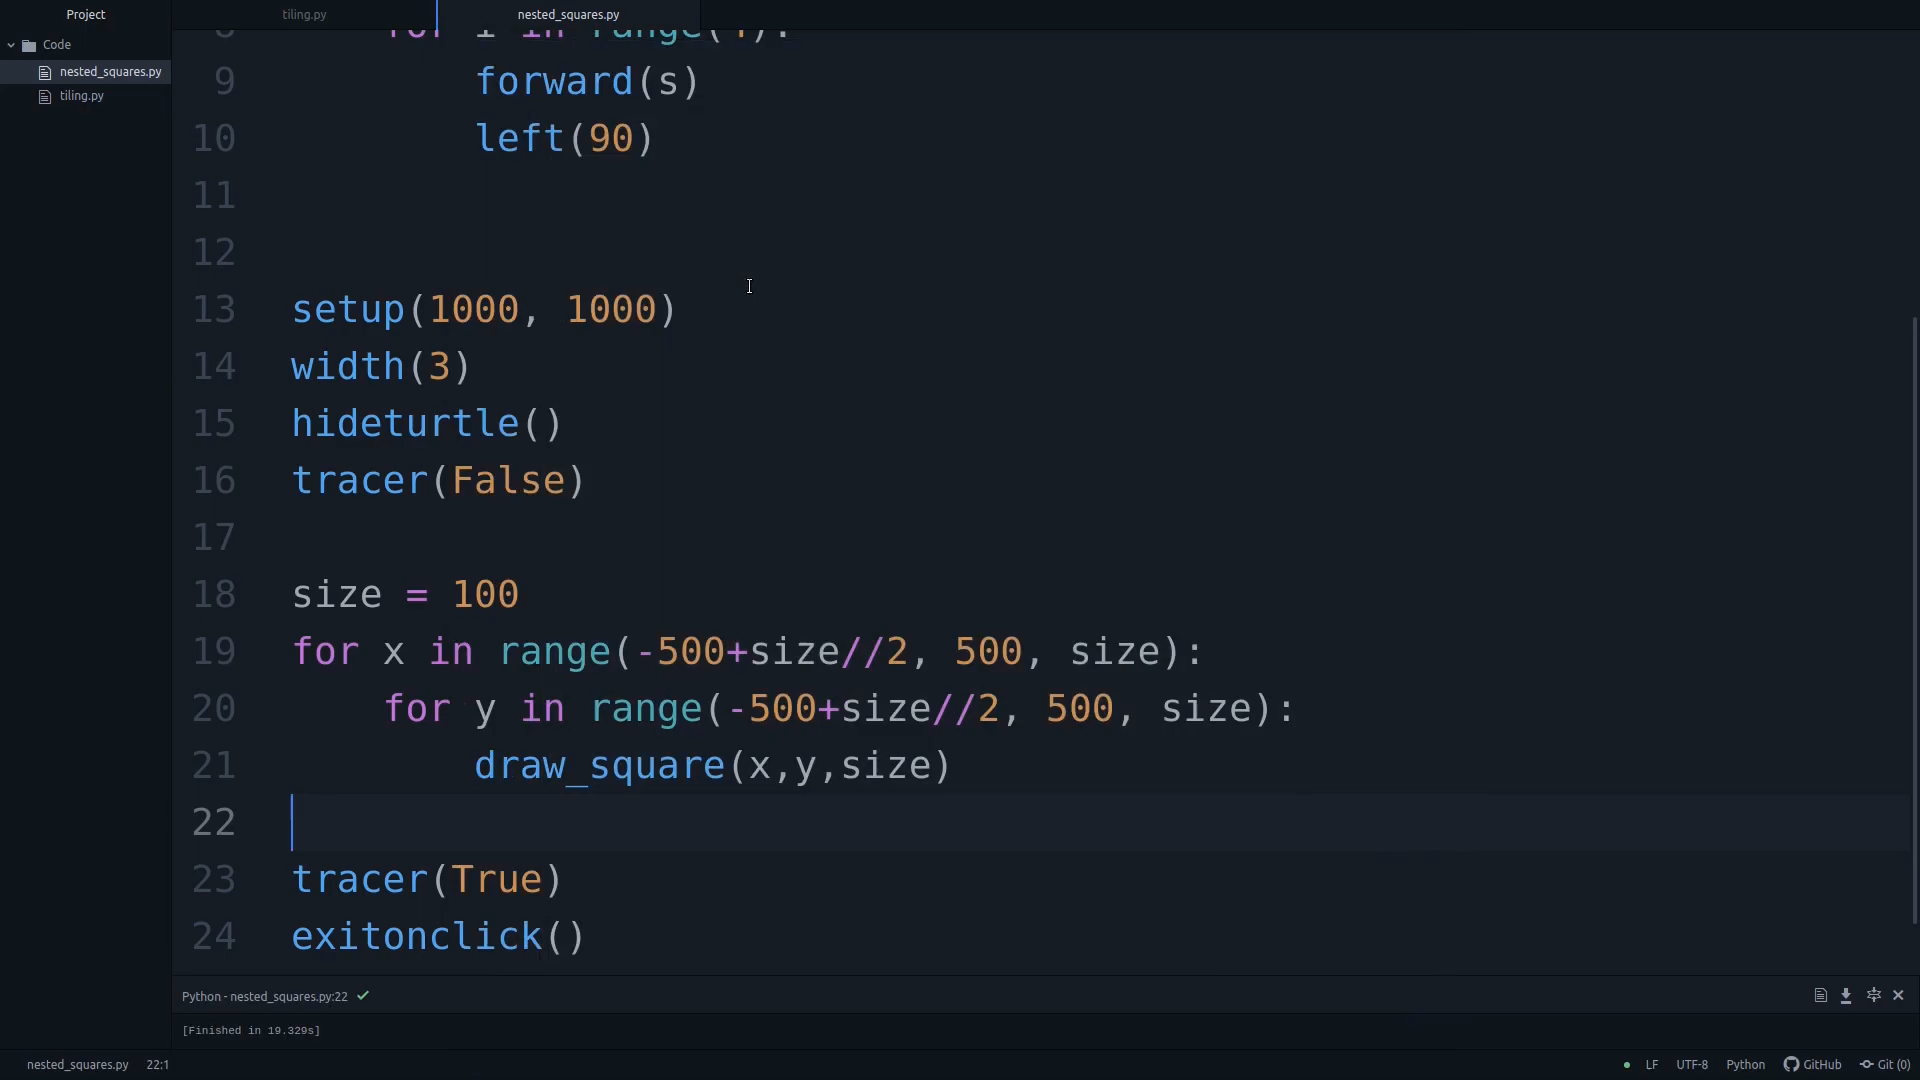 Project
tiling.py
nested_squares.py
Code
nested_squares.py
tiling.py
9 forward(s)
10 left(90)
11
12
13 setup(1000, 1000)
14 width(3)
15 hideturtle()
16 tracer(False)
17
18 size = 100
19 for x in range(-500+size//2, 500, size):
20 for y in range(-500+size//2, 500, size):
21 draw_square(x,y,size)
22
23 tracer(True)
24 exitonclick()
Python - nested_squares.py:22
[Finished in 19.329s]
nested_squares.py 22:1 LF UTF-8 Python GitHub Git (0)